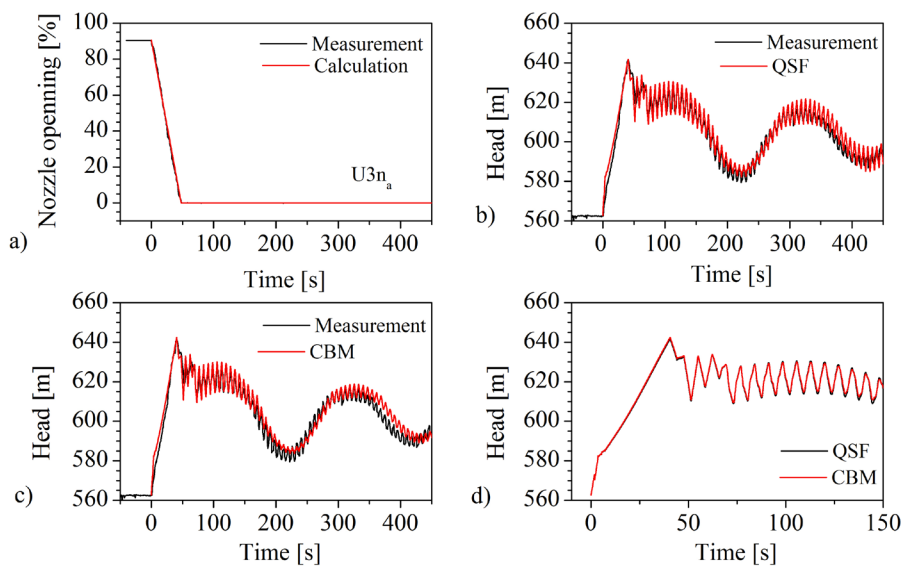 100
80
60
40
20
0
Nozzle openning [%]
Measurement
Calculation
U3nₐ
0 100 200 300 400
Time [s]
a)
660
640
620
600
580
560
Head [m]
Measurement
QSF
0 100 200 300 400
Time [s]
b)
660
640
620
600
580
560
Head [m]
Measurement
CBM
0 100 200 300 400
Time [s]
c)
660
640
620
600
580
560
Head [m]
QSF
CBM
0 50 100 150
Time [s]
d)